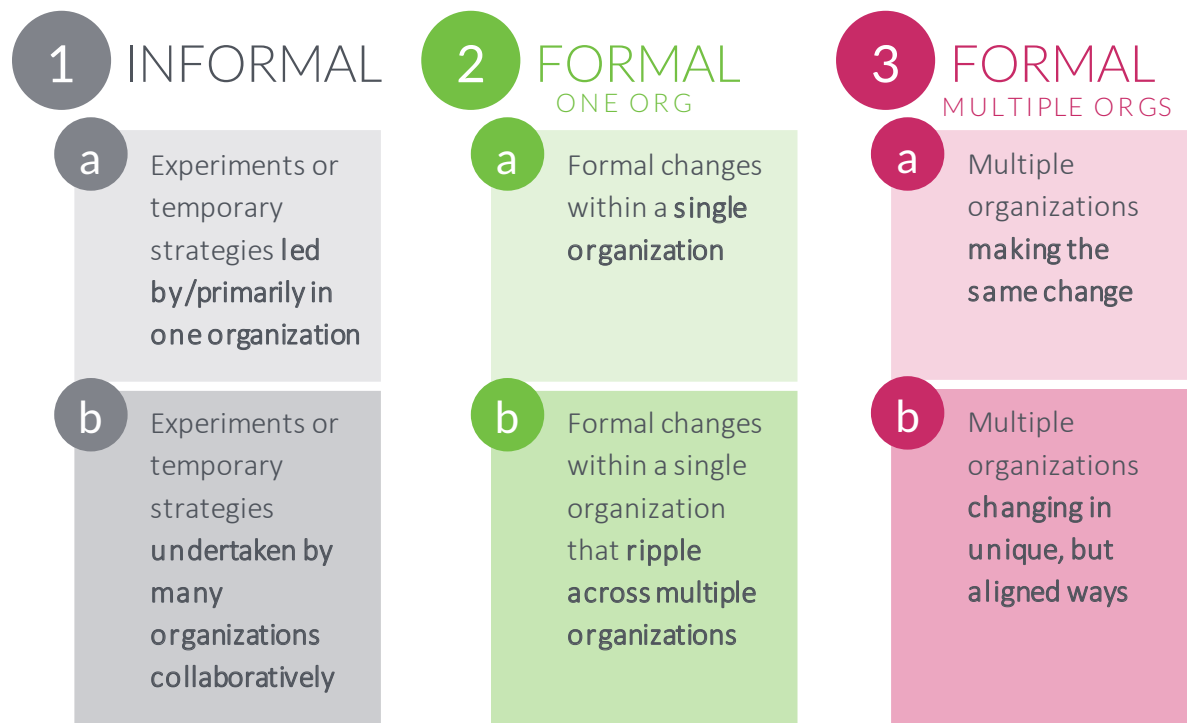 1 INFORMAL
a
Experiments or
temporary
strategies led
by/primarily in
one organization
b
Experiments or
temporary
strategies
undertaken by
many
organizations
collaboratively
2 FORMAL
ONE ORG
a
Formal changes
within a single
organization
b
Formal changes
within a single
organization
that ripple
across multiple
organizations
3 FORMAL
MULTIPLE ORGS
a
Multiple
organizations
making the
same change
b
Multiple
organizations
changing in
unique, but
aligned ways